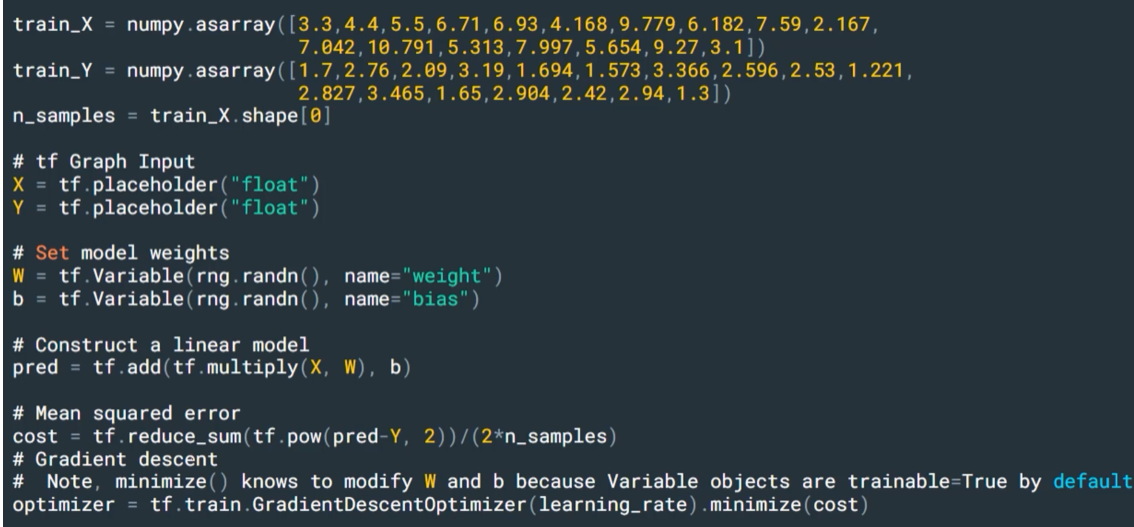 train_X = numpy.asarray([3.3,4.4,5.5,6.71,6.93,4.168,9.779,6.182,7.59,2.167,
7.042,10.791,5.313,7.997,5.654,9.27,3.1])
train_Y = numpy.asarray([1.7,2.76,2.09,3.19,1.694,1.573,3.366,2.596,2.53,1.221,
2.827,3.465,1.65,2.904,2.42,2.94,1.3])
n_samples = train_X.shape[0]
# tf Graph Input
X = tf.placeholder("float")
Y = tf.placeholder("float")
# Set model weights
W = tf.Variable(rng.randn(), name="weight")
b = tf.Variable(rng.randn(), name="bias")
# Construct a linear model
pred = tf.add(tf.multiply(X, W), b)
# Mean squared error
cost = tf.reduce_sum(tf.pow(pred-Y, 2))/(2*n_samples)
# Gradient descent
#  Note, minimize() knows to modify W and b because Variable objects are trainable=True by default
optimizer = tf.train.GradientDescentOptimizer(learning_rate).minimize(cost)